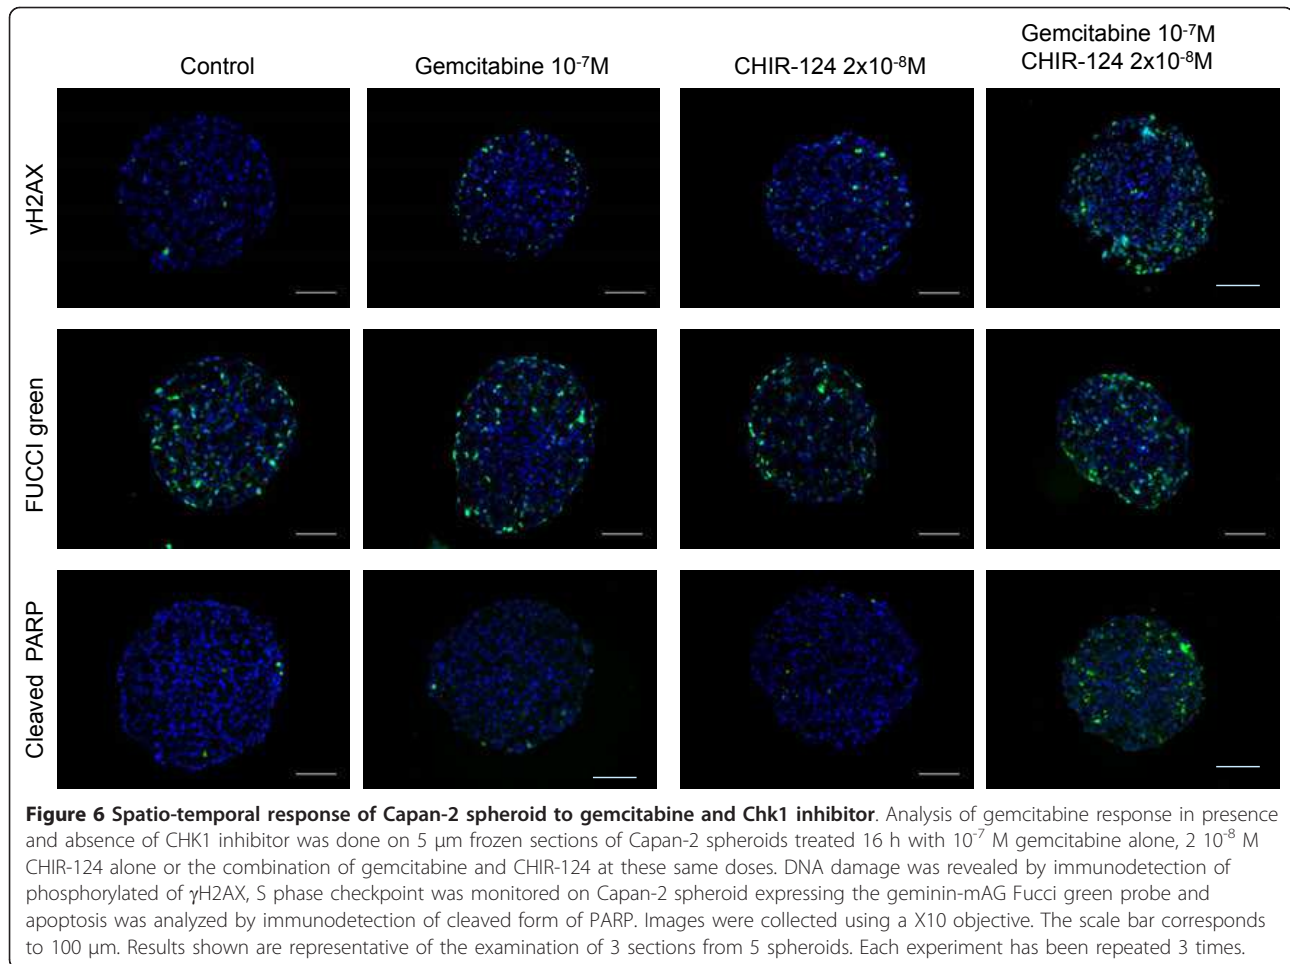 Control
Gemcitabine 10⁻⁷M
CHIR-124 2x10⁻⁸M
Gemcitabine 10⁻⁷M
CHIR-124 2x10⁻⁸M
γH2AX
FUCCI green
Cleaved PARP
Figure 6 Spatio-temporal response of Capan-2 spheroid to gemcitabine and Chk1 inhibitor. Analysis of gemcitabine response in presence
and absence of CHK1 inhibitor was done on 5 μm frozen sections of Capan-2 spheroids treated 16 h with 10⁻⁷ M gemcitabine alone, 2 10⁻⁸ M
CHIR-124 alone or the combination of gemcitabine and CHIR-124 at these same doses. DNA damage was revealed by immunodetection of
phosphorylated of γH2AX, S phase checkpoint was monitored on Capan-2 spheroid expressing the geminin-mAG Fucci green probe and
apoptosis was analyzed by immunodetection of cleaved form of PARP. Images were collected using a X10 objective. The scale bar corresponds
to 100 μm. Results shown are representative of the examination of 3 sections from 5 spheroids. Each experiment has been repeated 3 times.